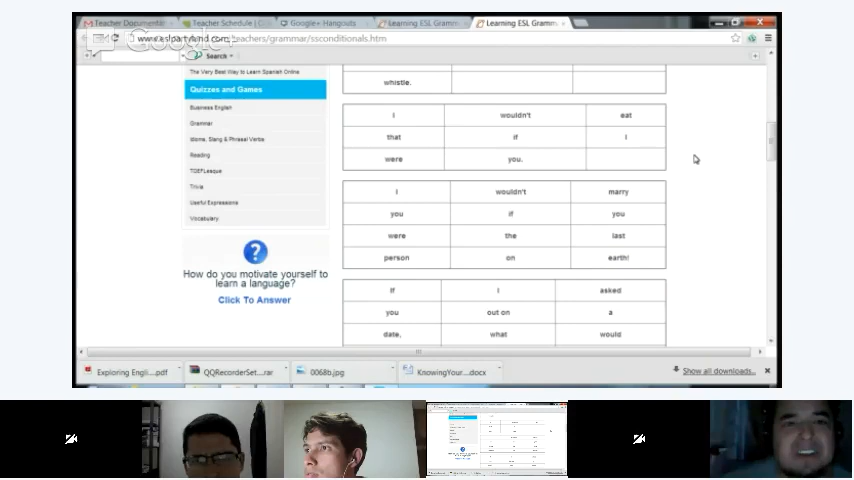 Teacher Documentar
Teacher Schedule | Goo
Google+ Hangouts
Learning ESL Gramm
Learning ESL Gramm
www.eslpartyland.com/teachers/grammar/ssconditionals.htm
Google+
Search
The Very Best Way to Learn Spanish Online
Quizzes and Games
Business English
Grammar
Idioms, Slang & Phrasal Verbs
Reading
TOEFLesque
Trivia
Useful Expressions
Vocabulary
How do you motivate yourself to
learn a language?
Click To Answer
whistle.
I wouldn't eat
that if I
were you.
I wouldn't marry
you if you
were the last
person on earth!
If I asked
you out on a
date, what would
Exploring Engli....pdf
QQRecorderSet....rar
0068b.jpg
KnowingYour....docx
Show all downloads...